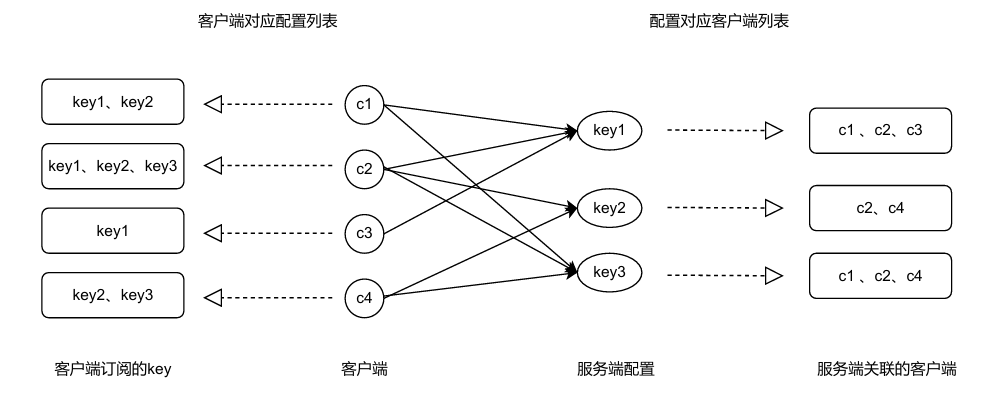 客户端对应配置列表
配置对应客户端列表
key1、key2
c1
key1
c1 、c2、c3
key1、key2、key3
c2
key2
c2、c4
key1
c3
key3
c1 、c2、c4
key2、key3
c4
客户端订阅的key
客户端
服务端配置
服务端关联的客户端